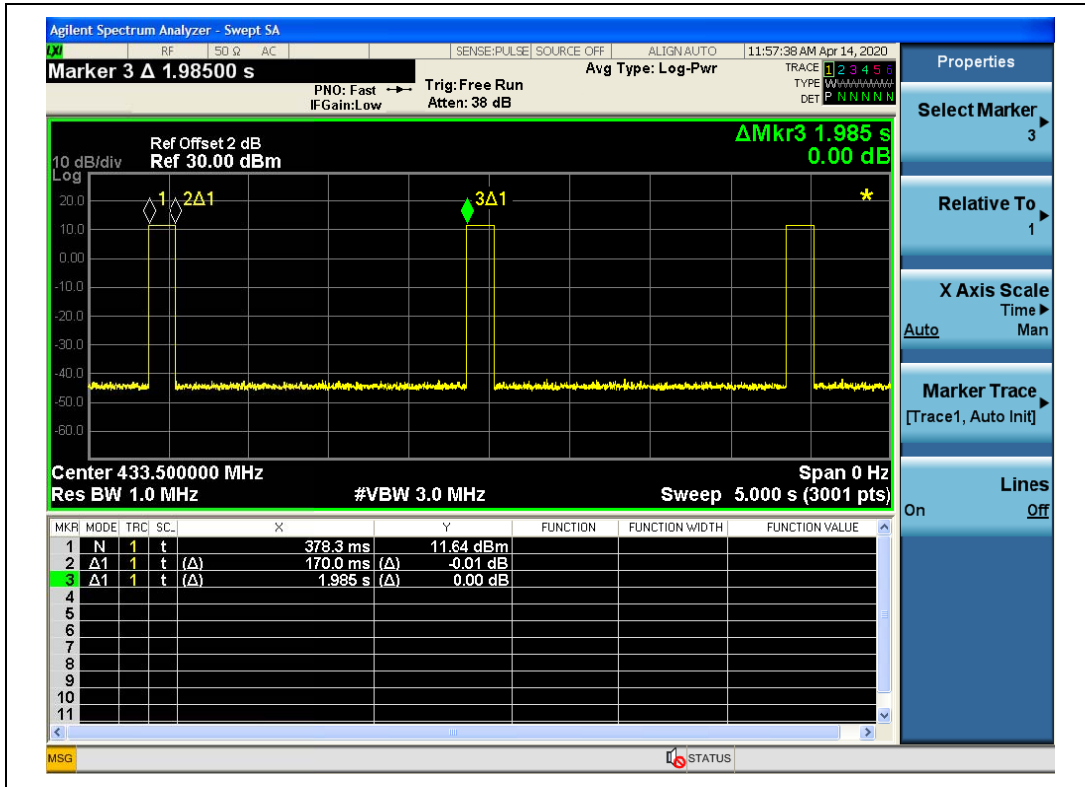 Agilent Spectrum Analyzer - Swept SA
LXI RF 50 Ω AC SENSE:PULSE SOURCE OFF ALIGN AUTO 11:57:38 AM Apr 14, 2020
Marker 3 Δ 1.98500 s
PNO: Fast
IFGain:Low
Trig: Free Run
Atten: 38 dB
Avg Type: Log-Pwr
TRACE 1 2 3 4 5 6
TYPE W
DET P N N N N N
ΔMkr3 1.985 s
0.00 dB
Ref Offset 2 dB
10 dB/div Ref 30.00 dBm
Log
20.0
10.0
0.00
-10.0
-20.0
-30.0
-40.0
-50.0
-60.0
1 2Δ1 3Δ1 *
Center 433.500000 MHz Span 0 Hz
Res BW 1.0 MHz #VBW 3.0 MHz Sweep 5.000 s (3001 pts)
MKR MODE TRC SC_ X Y FUNCTION FUNCTION WIDTH FUNCTION VALUE
1 N 1 t 378.3 ms 11.64 dBm
2 Δ1 1 t (Δ) 170.0 ms (Δ) -0.01 dB
3 Δ1 1 t (Δ) 1.985 s (Δ) 0.00 dB
4
5
6
7
8
9
10
11
MSG STATUS
Properties
Select Marker
3
Relative To
1
X Axis Scale
Time
Auto Man
Marker Trace
[Trace1, Auto Init]
Lines
On Off